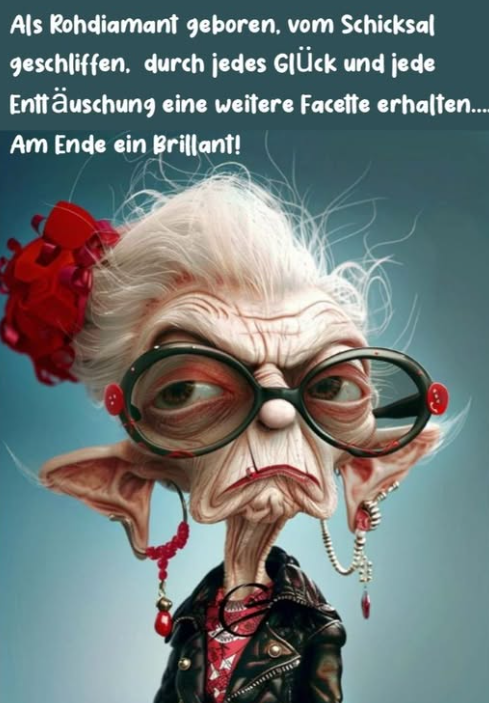 Als Rohdiamant geboren, vom Schicksal
geschliffen, durch jedes Glück und jede
Enttäuschung eine weitere Facette erhalten....
Am Ende ein Brillant!